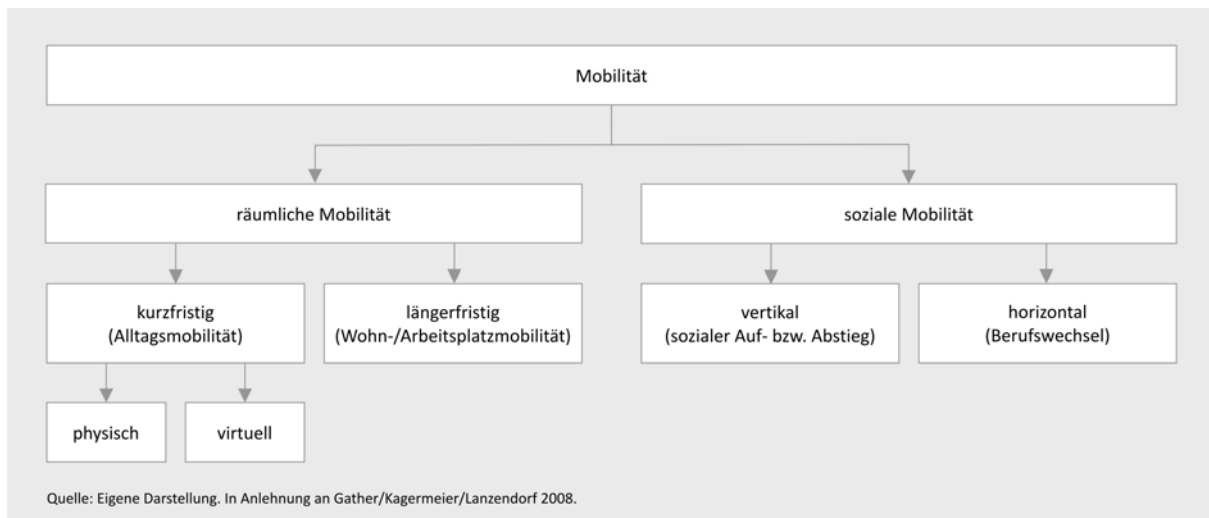 Mobilität
räumliche Mobilität
soziale Mobilität
kurzfristig
(Alltagsmobilität)
längerfristig
(Wohn-/Arbeitsplatzmobilität)
vertikal
(sozialer Auf- bzw. Abstieg)
horizontal
(Berufswechsel)
physisch
virtuell
Quelle: Eigene Darstellung. In Anlehnung an Gather/Kagermeier/Lanzendorf 2008.